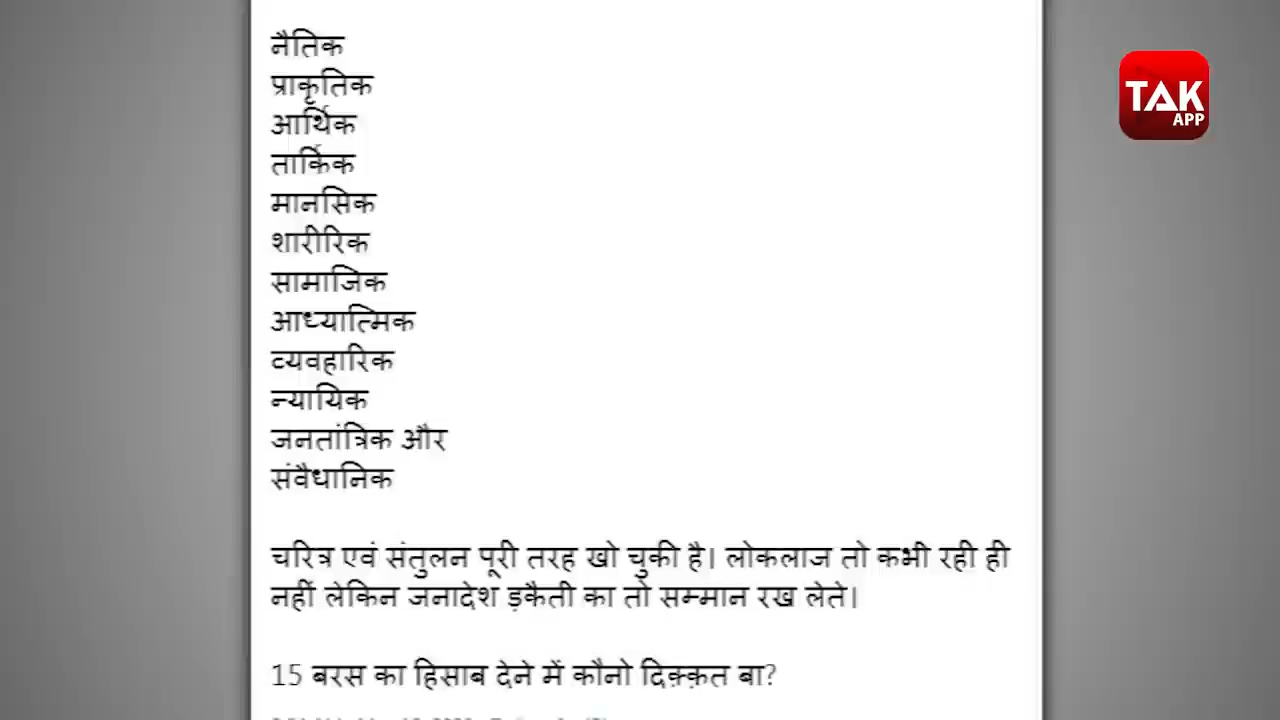 नैतिक
प्राकृतिक
आर्थिक
तार्किक
मानसिक
शारीरिक
सामाजिक
आध्यात्मिक
व्यवहारिक
न्यायिक
जनतांत्रिक और
संवैधानिक
चरित्र एवं संतुलन पूरी तरह खो चुकी है। लोकलाज तो कभी रही ही
नहीं लेकिन जनादेश ड़कैती का तो सम्मान रख लेते।
15 बरस का हिसाब देने में कौनो दिक़्क़त बा?
TAK
APP